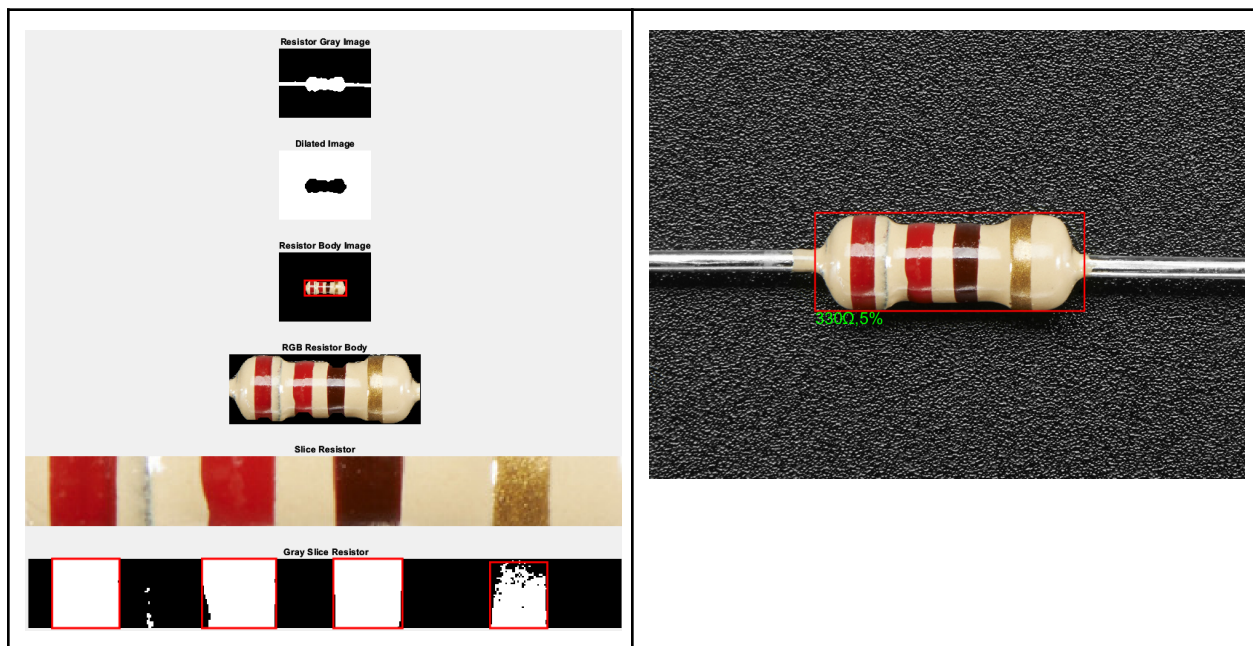 Resistor Gray Image
Dilated Image
Resistor Body Image
RGB Resistor Body
Slice Resistor
Gray Slice Resistor
330Ω,5%